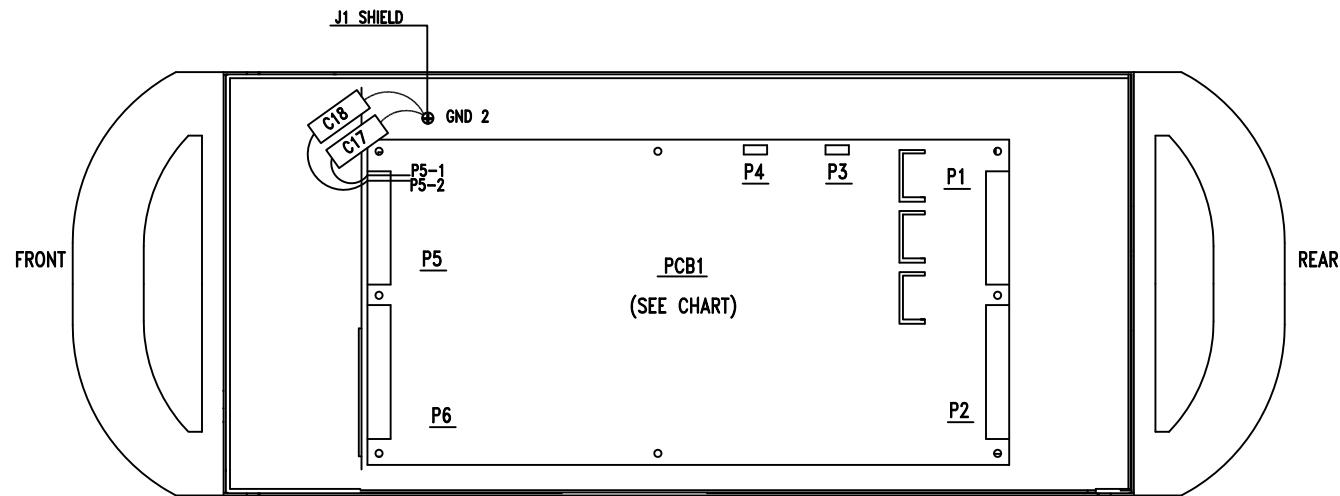 J1 SHIELD
C18
C17
GND 2
P5-1
P5-2
P4
P3
P1
FRONT
P5
PCB1
(SEE CHART)
REAR
P6
P2